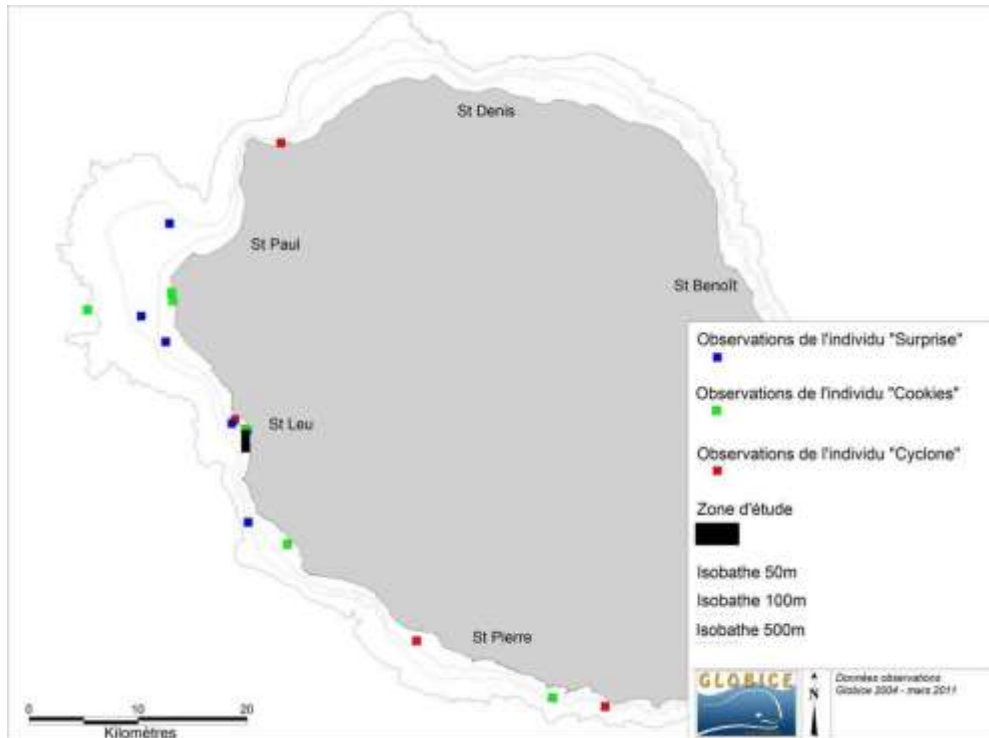 St Denis
St Paul
St Benoît
St Leu
St Pierre
Observations de l'individu "Surprise"
Observations de l'individu "Cookies"
Observations de l'individu "Cyclone"
Zone d'étude
Isobathe 50m
Isobathe 100m
Isobathe 500m
GLOBICE
N
Données observations
Globice 2004 - mars 2011
0 10 20
Kilomètres